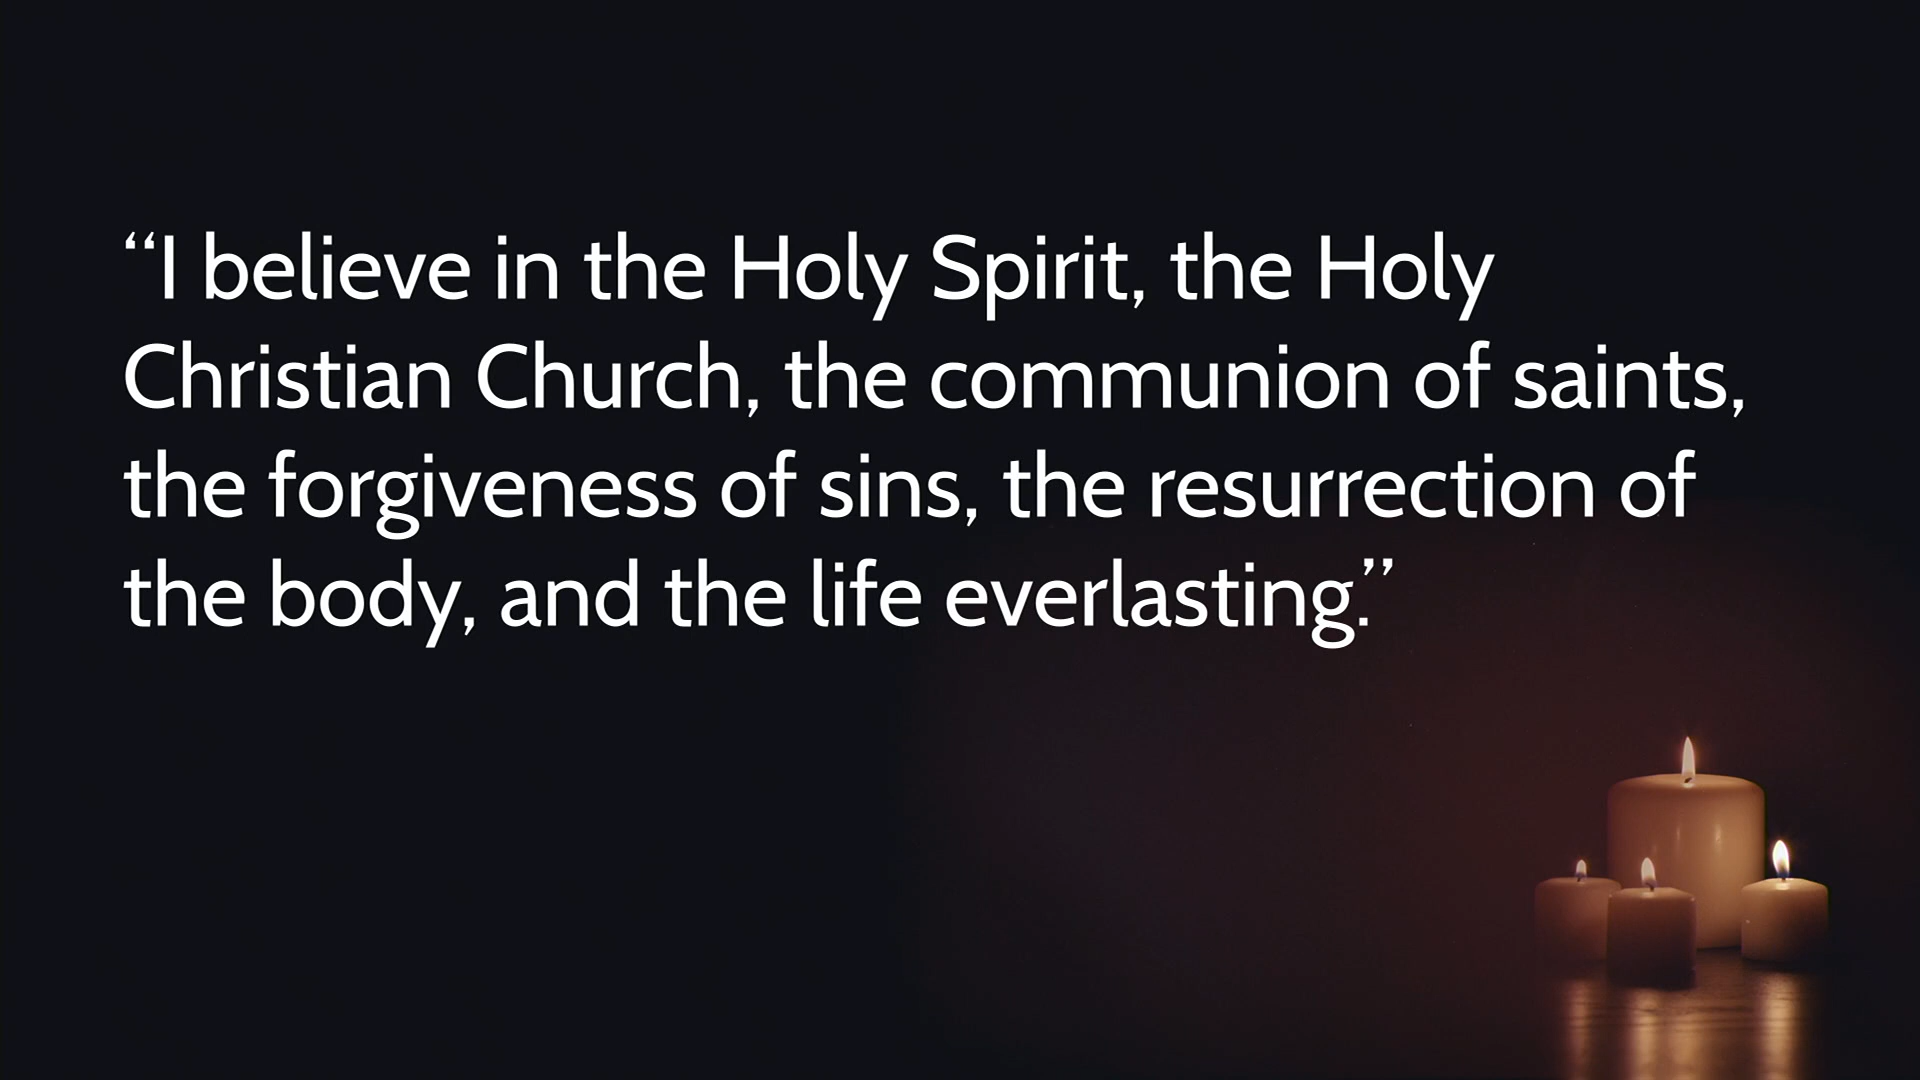 “I believe in the Holy Spirit, the Holy
Christian Church, the communion of saints,
the forgiveness of sins, the resurrection of
the body, and the life everlasting.”